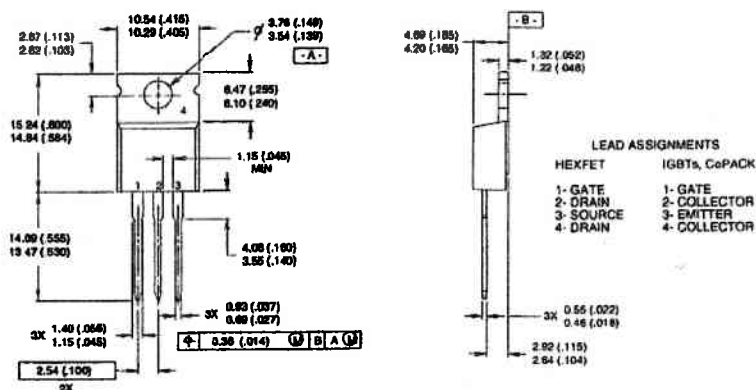 10.54 (.415)
10.29 (.405)
2.87 (.113)
2.62 (.103)
ø 3.78 (.149)
3.54 (.139)
-A-
6.47 (.255)
6.10 (.240)
4
15.24 (.600)
14.84 (.584)
1.15 (.045)
MIN
1 2 3
14.09 (.555)
13.47 (.530)
4.06 (.160)
3.55 (.140)
3X 0.93 (.037)
0.69 (.027)
3X 1.40 (.055)
1.15 (.045)
0.36 (.014) Ⓜ B A Ⓜ
2.54 (.100)
2X
-B-
4.69 (.185)
4.20 (.165)
1.32 (.052)
1.22 (.048)
LEAD ASSIGNMENTS
HEXFET IGBTs, CoPACK
1- GATE 1- GATE
2- DRAIN 2- COLLECTOR
3- SOURCE 3- EMITTER
4- DRAIN 4- COLLECTOR
3X 0.55 (.022)
0.46 (.018)
2.92 (.115)
2.64 (.104)